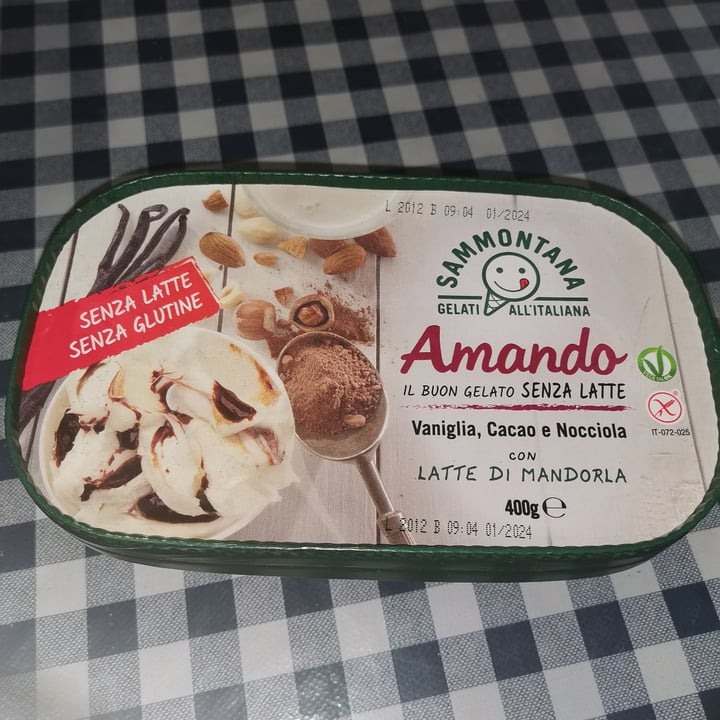 L 2012 B 09:04 01/2024
SAMMONTANA
GELATI ALL'ITALIANA
SENZA LATTE
SENZA GLUTINE
Amando
IL BUON GELATO SENZA LATTE
Vaniglia, Cacao e Nocciola
CON
LATTE DI MANDORLA
400g e
IT-072-025
L 2012 B 09:04 01/2024